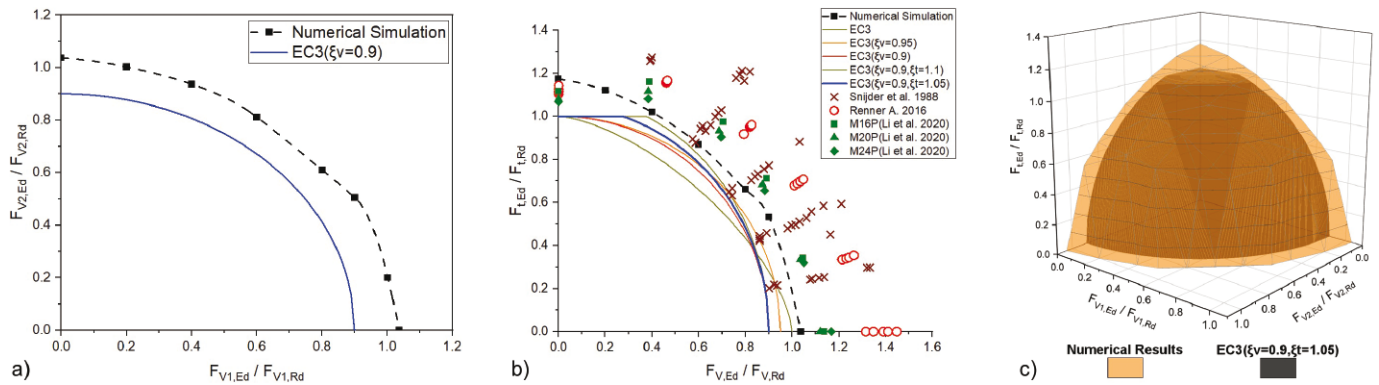 a)
1.2
1.0
0.8
0.6
0.4
0.2
0.0
F_V2,Ed / F_V2,Rd
Numerical Simulation
EC3(ξv=0.9)
0.0 0.2 0.4 0.6 0.8 1.0 1.2
F_V1,Ed / F_V1,Rd
b)
1.4
1.2
1.0
0.8
0.6
0.4
0.2
0.0
F_t,Ed / F_t,Rd
Numerical Simulation
EC3
EC3(ξv=0.95)
EC3(ξv=0.9)
EC3(ξv=0.9,ξt=1.1)
EC3(ξv=0.9,ξt=1.05)
Snijder et al. 1988
Renner A. 2016
M16P(Li et al. 2020)
M20P(Li et al. 2020)
M24P(Li et al. 2020)
0.0 0.2 0.4 0.6 0.8 1.0 1.2 1.4 1.6
F_V,Ed / F_V,Rd
c)
1.4
1.2
1.0
0.8
0.6
0.4
0.2
0.0
F_t,Ed / F_t,Rd
0.0
0.2
0.4
0.6
0.8
1.0
F_V1,Ed / F_V1,Rd
0.0
0.2
0.4
0.6
0.8
1.0
F_V2,Ed / F_V2,Rd
Numerical Results
EC3(ξv=0.9,ξt=1.05)